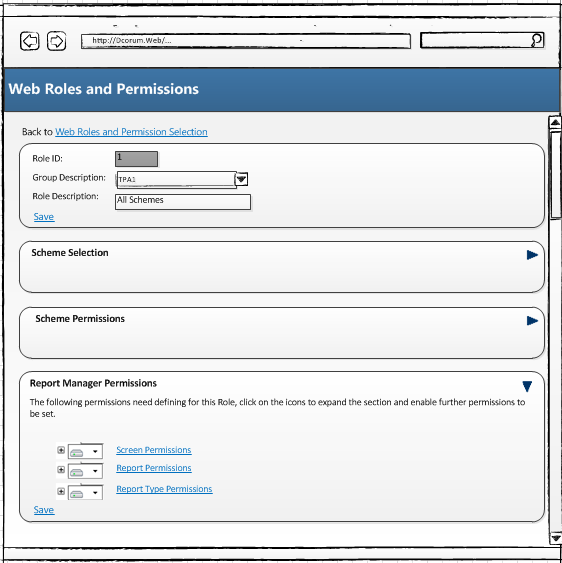 http://Dcorum.Web/...
Web Roles and Permissions
Back to Web Roles and Permission Selection
Role ID: 1
Group Description: TPA1
Role Description: All Schemes
Save
Scheme Selection
Scheme Permissions
Report Manager Permissions
The following permissions need defining for this Role, click on the icons to expand the section and enable further permissions to
be set.
Screen Permissions
Report Permissions
Report Type Permissions
Save